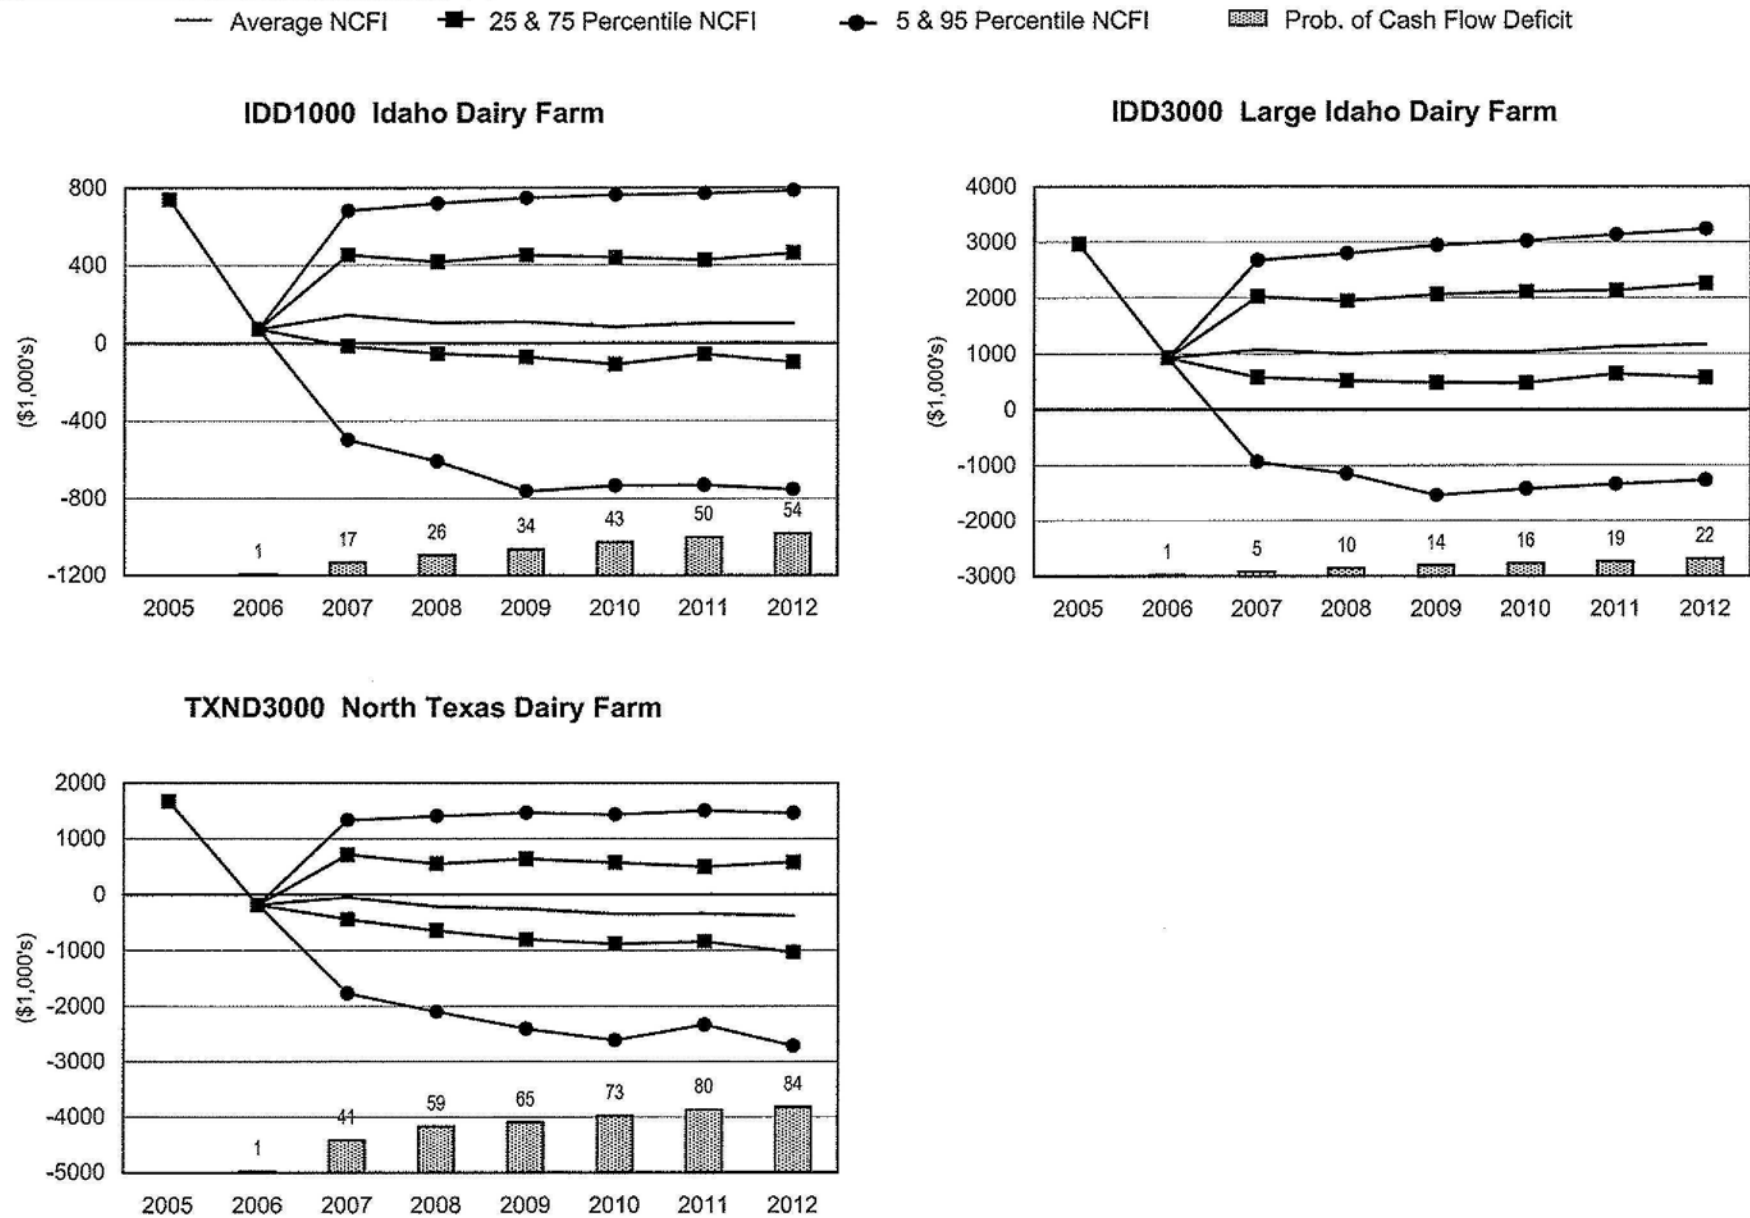 Average NCFI 25 & 75 Percentile NCFI 5 & 95 Percentile NCFI Prob. of Cash Flow Deficit
IDD1000 Idaho Dairy Farm
800
400
0
-400
-800
-1200
($1,000's)
1 17 26 34 43 50 54
2005 2006 2007 2008 2009 2010 2011 2012
IDD3000 Large Idaho Dairy Farm
4000
3000
2000
1000
0
-1000
-2000
-3000
($1,000's)
1 5 10 14 16 19 22
2005 2006 2007 2008 2009 2010 2011 2012
TXND3000 North Texas Dairy Farm
2000
1000
0
-1000
-2000
-3000
-4000
-5000
($1,000's)
1 44 59 65 73 80 84
2005 2006 2007 2008 2009 2010 2011 2012